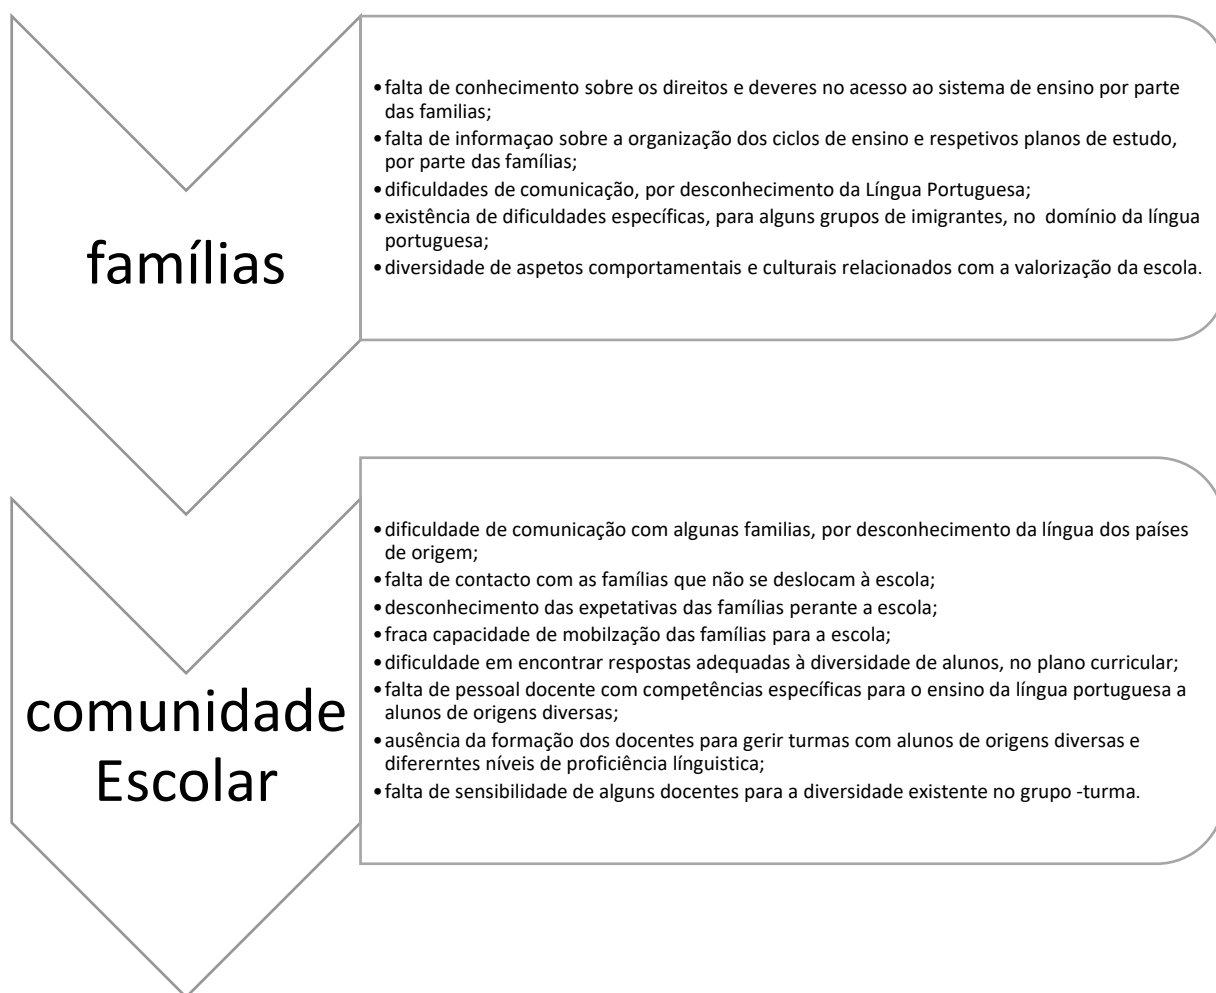 famílias
•falta de conhecimento sobre os direitos e deveres no acesso ao sistema de ensino por parte
das familias;
•falta de informaçao sobre a organização dos ciclos de ensino e respetivos planos de estudo,
por parte das famílias;
•dificuldades de comunicação, por desconhecimento da Língua Portuguesa;
•existência de dificuldades específicas, para alguns grupos de imigrantes, no domínio da língua
portuguesa;
•diversidade de aspetos comportamentais e culturais relacionados com a valorização da escola.
comunidade
Escolar
•dificuldade de comunicação com algunas familias, por desconhecimento da língua dos países
de origem;
•falta de contacto com as famílias que não se deslocam à escola;
•desconhecimento das expetativas das famílias perante a escola;
•fraca capacidade de mobilzação das famílias para a escola;
•dificuldade em encontrar respostas adequadas à diversidade de alunos, no plano curricular;
•falta de pessoal docente com competências específicas para o ensino da língua portuguesa a
alunos de origens diversas;
•ausência da formação dos docentes para gerir turmas com alunos de origens diversas e
difererntes níveis de proficiência línguistica;
•falta de sensibilidade de alguns docentes para a diversidade existente no grupo -turma.